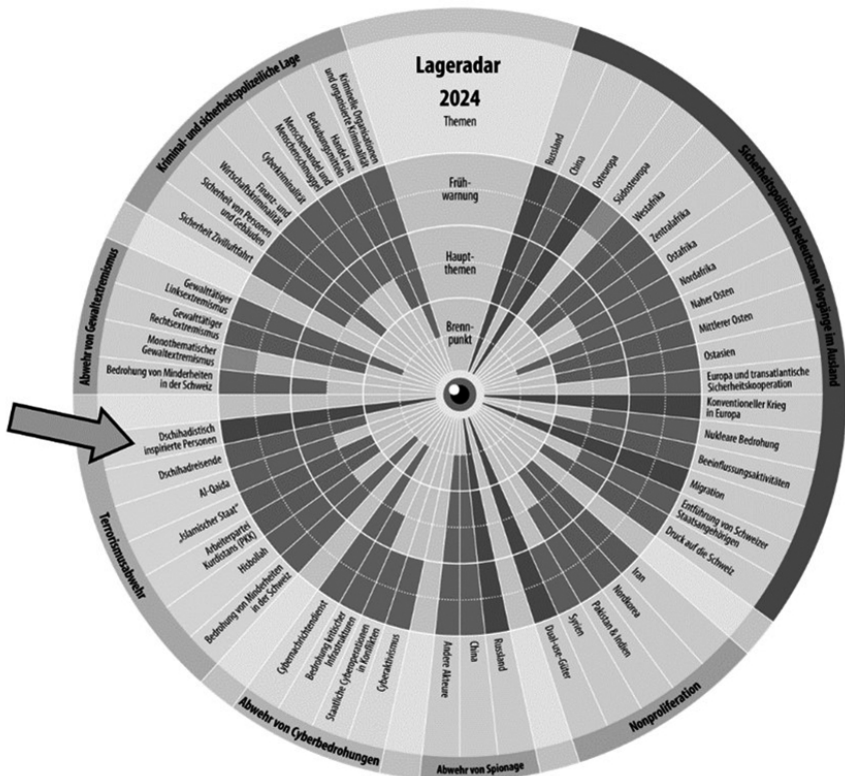 Lageradar
2024
Themen
Früh-
warnung
Haupt-
themen
Brenn-
punkt
Sicherheitspolitisch bedeutsame Vorgänge im Ausland
Russland
China
Osteuropa
Südosteuropa
Westafrika
Zentralafrika
Ostafrika
Nordafrika
Naher Osten
Mittlerer Osten
Ostasien
Europa und transatlantische
Sicherheitskooperation
Konventioneller Krieg
in Europa
Nukleare Bedrohung
Beeinflussungsaktivitäten
Migration
Entführung von Schweizer
Staatsangehörigen
Druck auf die Schweiz
Nonproliferation
Iran
Nordkorea
Pakistan & Indien
Syrien
Dual-use-Güter
Abwehr von Spionage
Russland
China
Andere Akteure
Abwehr von Cyberbedrohungen
Cyberaktivismus
Staatliche Cyberoperationen
in Konflikten
Bedrohung kritischer
Infrastrukturen
Cybernachrichtendienst
Terrorismusabwehr
Bedrohung von Minderheiten
in der Schweiz
Hisbollah
Arbeiterpartei
Kurdistans (PKK)
„Islamischer Staat“
Al-Qaida
Dschihadreisende
Dschihadistisch
inspirierte Personen
Abwehr von Gewaltextremismus
Bedrohung von Minderheiten
in der Schweiz
Monothematischer
Gewaltextremismus
Gewalttätiger
Rechtsextremismus
Gewalttätiger
Linksextremismus
Kriminal- und sicherheitspolizeiliche Lage
Sicherheit Zivilluftfahrt
Sicherheit von Personen
und Gebäuden
Finanz- und
Wirtschaftskriminalität
Cyberkriminalität
Menschenhandel und
Menschenschmuggel
Handel mit
Betäubungsmitteln
Kriminelle Organisationen
und organisierte Kriminalität